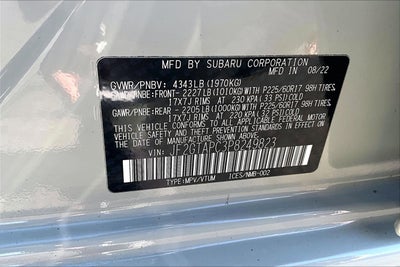 MFD. BY SUBARU CORPORATION 08/22
GVWR/PNBV: 4343LB (1970KG)
GAWR/PNBE:FRONT- 2227LB(1010KG) WITH P225/60R17 98H TIRES,
17X7J RIMS AT 230 KPA (33 PSI) COLD
GAWR/PNBE:REAR - 2205LB(1000KG) WITH P225/60R17 98H TIRES,
17X7J RIMS AT 220 KPA (32 PSI) COLD
THIS VEHICLE CONFORMS TO ALL APPLICABLE FEDERAL MOTOR
VEHICLE SAFETY AND THEFT PREVENTION STANDARDS IN
EFFECT ON THE DATE OF MANUFACTURE SHOWN ABOVE.
TYPE:MPV/VTUM ICES/NMB-002